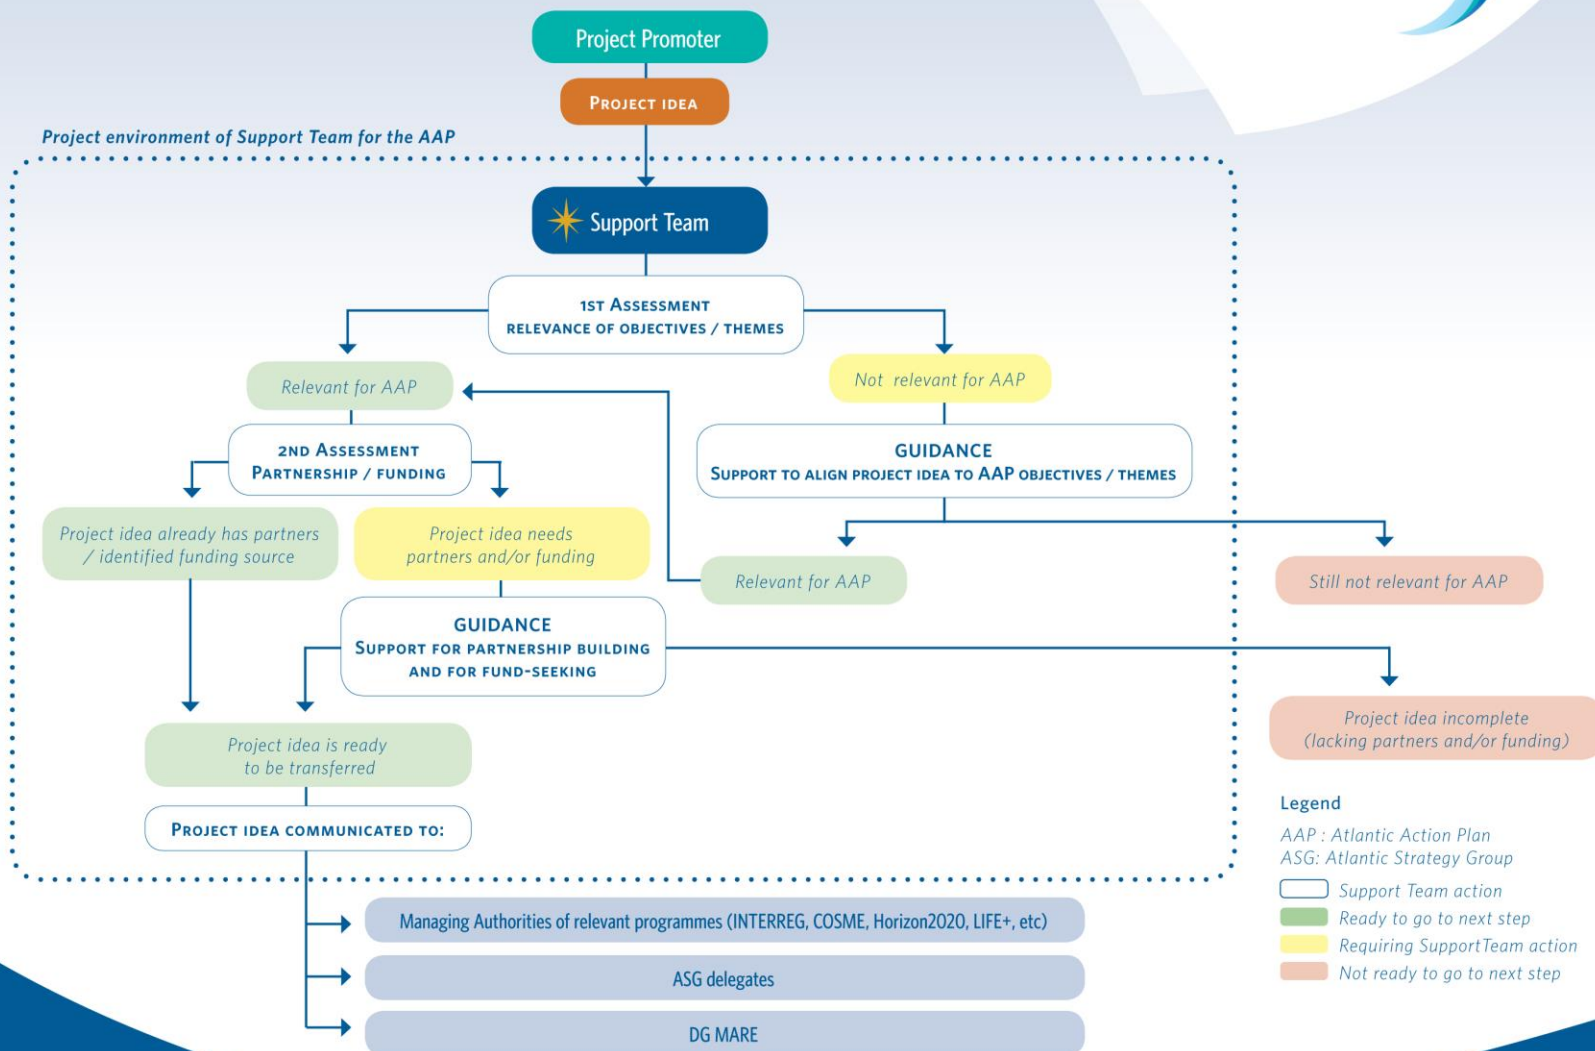 Project Promoter
PROJECT IDEA
Project environment of Support Team for the AAP
Support Team
1ST ASSESSMENT
RELEVANCE OF OBJECTIVES / THEMES
Relevant for AAP
Not relevant for AAP
2ND ASSESSMENT
PARTNERSHIP / FUNDING
GUIDANCE
SUPPORT TO ALIGN PROJECT IDEA TO AAP OBJECTIVES / THEMES
Project idea already has partners
/ identified funding source
Project idea needs
partners and/or funding
Relevant for AAP
Still not relevant for AAP
GUIDANCE
SUPPORT FOR PARTNERSHIP BUILDING
AND FOR FUND-SEEKING
Project idea is ready
to be transferred
Project idea incomplete
(lacking partners and/or funding)
PROJECT IDEA COMMUNICATED TO:
Managing Authorities of relevant programmes (INTERREG, COSME, Horizon2020, LIFE+, etc)
ASG delegates
DG MARE
Legend
AAP : Atlantic Action Plan
ASG: Atlantic Strategy Group
Support Team action
Ready to go to next step
Requiring SupportTeam action
Not ready to go to next step